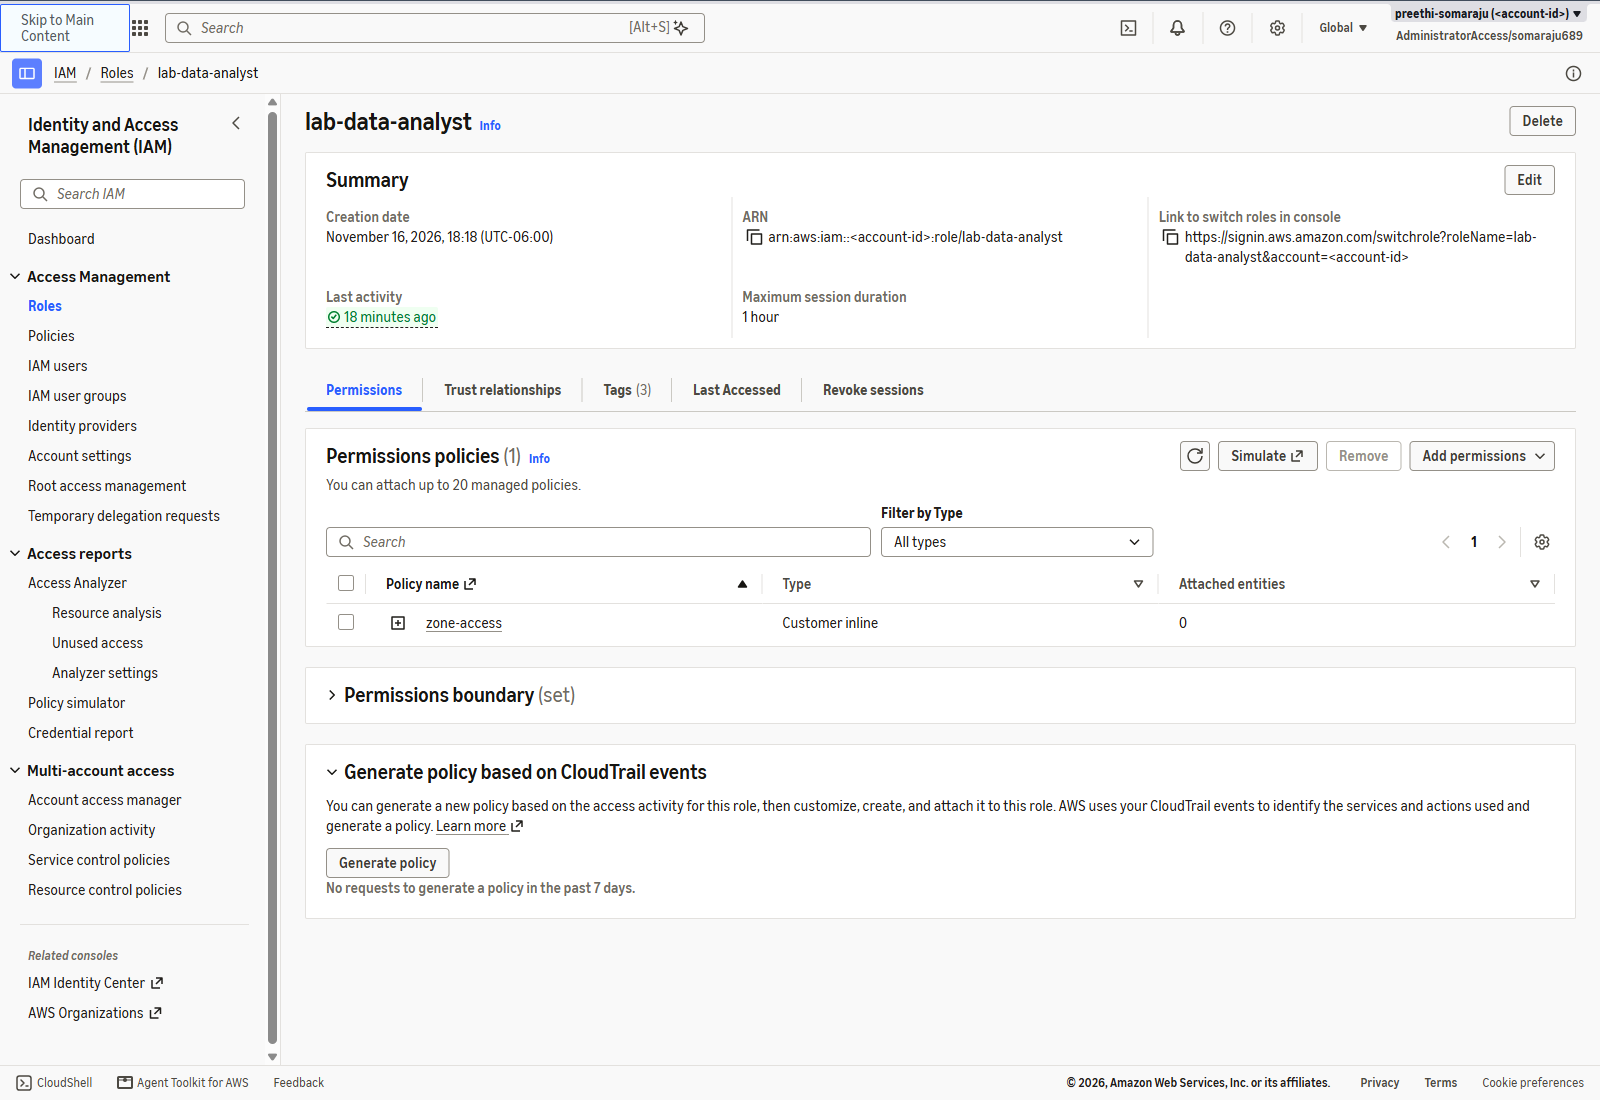 Skip to Main Content
Search
[Alt+S]
Global
preethi-somaraju (<account-id>)
AdministratorAccess/somaraju689
IAM / Roles / lab-data-analyst
Identity and Access Management (IAM)
Search IAM
Dashboard
Access Management
Roles
Policies
IAM users
IAM user groups
Identity providers
Account settings
Root access management
Temporary delegation requests
Access reports
Access Analyzer
Resource analysis
Unused access
Analyzer settings
Policy simulator
Credential report
Multi-account access
Account access manager
Organization activity
Service control policies
Resource control policies
Related consoles
IAM Identity Center
AWS Organizations
lab-data-analyst Info
Delete
Summary
Edit
Creation date
November 16, 2026, 18:18 (UTC-06:00)
ARN
arn:aws:iam::<account-id>:role/lab-data-analyst
Link to switch roles in console
https://signin.aws.amazon.com/switchrole?roleName=lab-
data-analyst&account=<account-id>
Last activity
18 minutes ago
Maximum session duration
1 hour
Permissions
Trust relationships
Tags (3)
Last Accessed
Revoke sessions
Permissions policies (1) Info
You can attach up to 20 managed policies.
Simulate
Remove
Add permissions
Search
Filter by Type
All types
1
Policy name
Type
Attached entities
zone-access
Customer inline
0
Permissions boundary (set)
Generate policy based on CloudTrail events
You can generate a new policy based on the access activity for this role, then customize, create, and attach it to this role. AWS uses your CloudTrail events to identify the services and actions used and
generate a policy. Learn more
Generate policy
No requests to generate a policy in the past 7 days.
CloudShell
Agent Toolkit for AWS
Feedback
© 2026, Amazon Web Services, Inc. or its affiliates.
Privacy
Terms
Cookie preferences